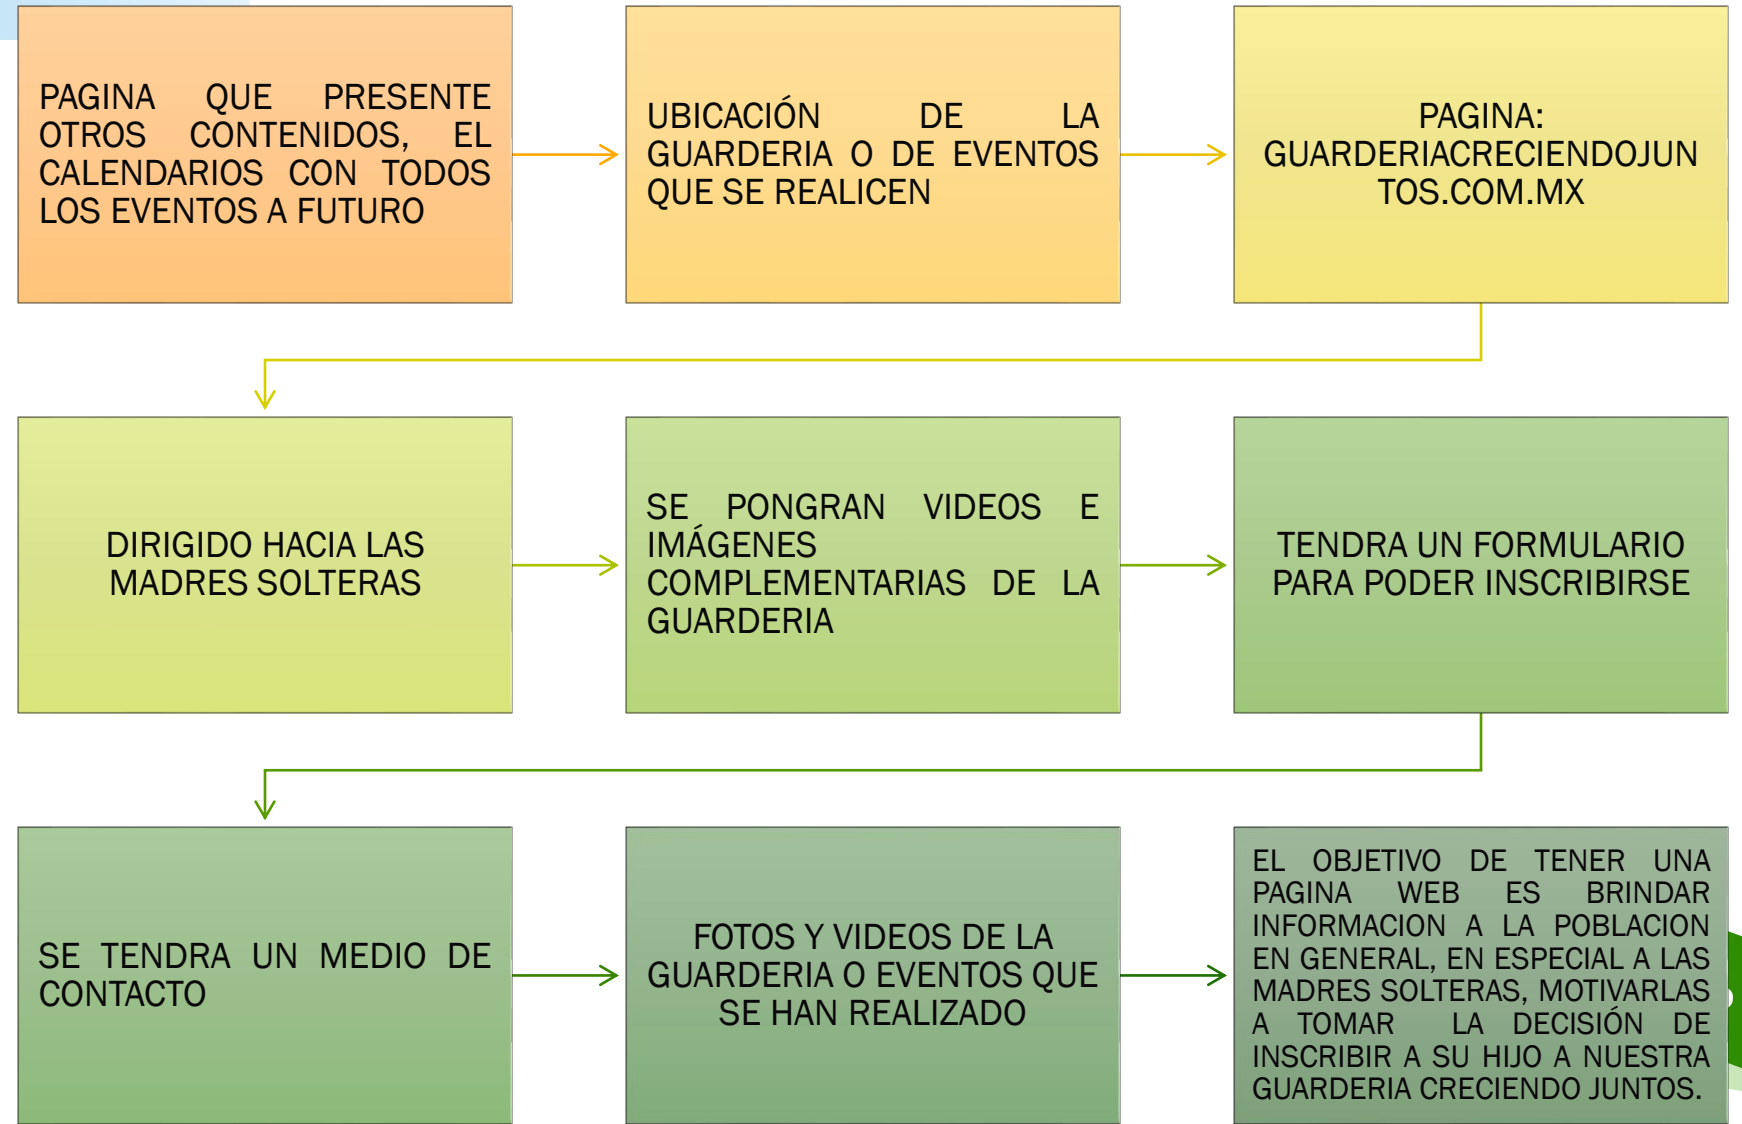 PAGINA QUE PRESENTE
OTROS CONTENIDOS, EL
CALENDARIOS CON TODOS
LOS EVENTOS A FUTURO
UBICACIÓN DE LA
GUARDERIA O DE EVENTOS
QUE SE REALICEN
PAGINA:
GUARDERIACRECIENDOJUN
TOS.COM.MX
DIRIGIDO HACIA LAS
MADRES SOLTERAS
SE PONGRAN VIDEOS E
IMÁGENES
COMPLEMENTARIAS DE LA
GUARDERIA
TENDRA UN FORMULARIO
PARA PODER INSCRIBIRSE
SE TENDRA UN MEDIO DE
CONTACTO
FOTOS Y VIDEOS DE LA
GUARDERIA O EVENTOS QUE
SE HAN REALIZADO
EL OBJETIVO DE TENER UNA
PAGINA WEB ES BRINDAR
INFORMACION A LA POBLACION
EN GENERAL, EN ESPECIAL A LAS
MADRES SOLTERAS, MOTIVARLAS
A TOMAR LA DECISIÓN DE
INSCRIBIR A SU HIJO A NUESTRA
GUARDERIA CRECIENDO JUNTOS.